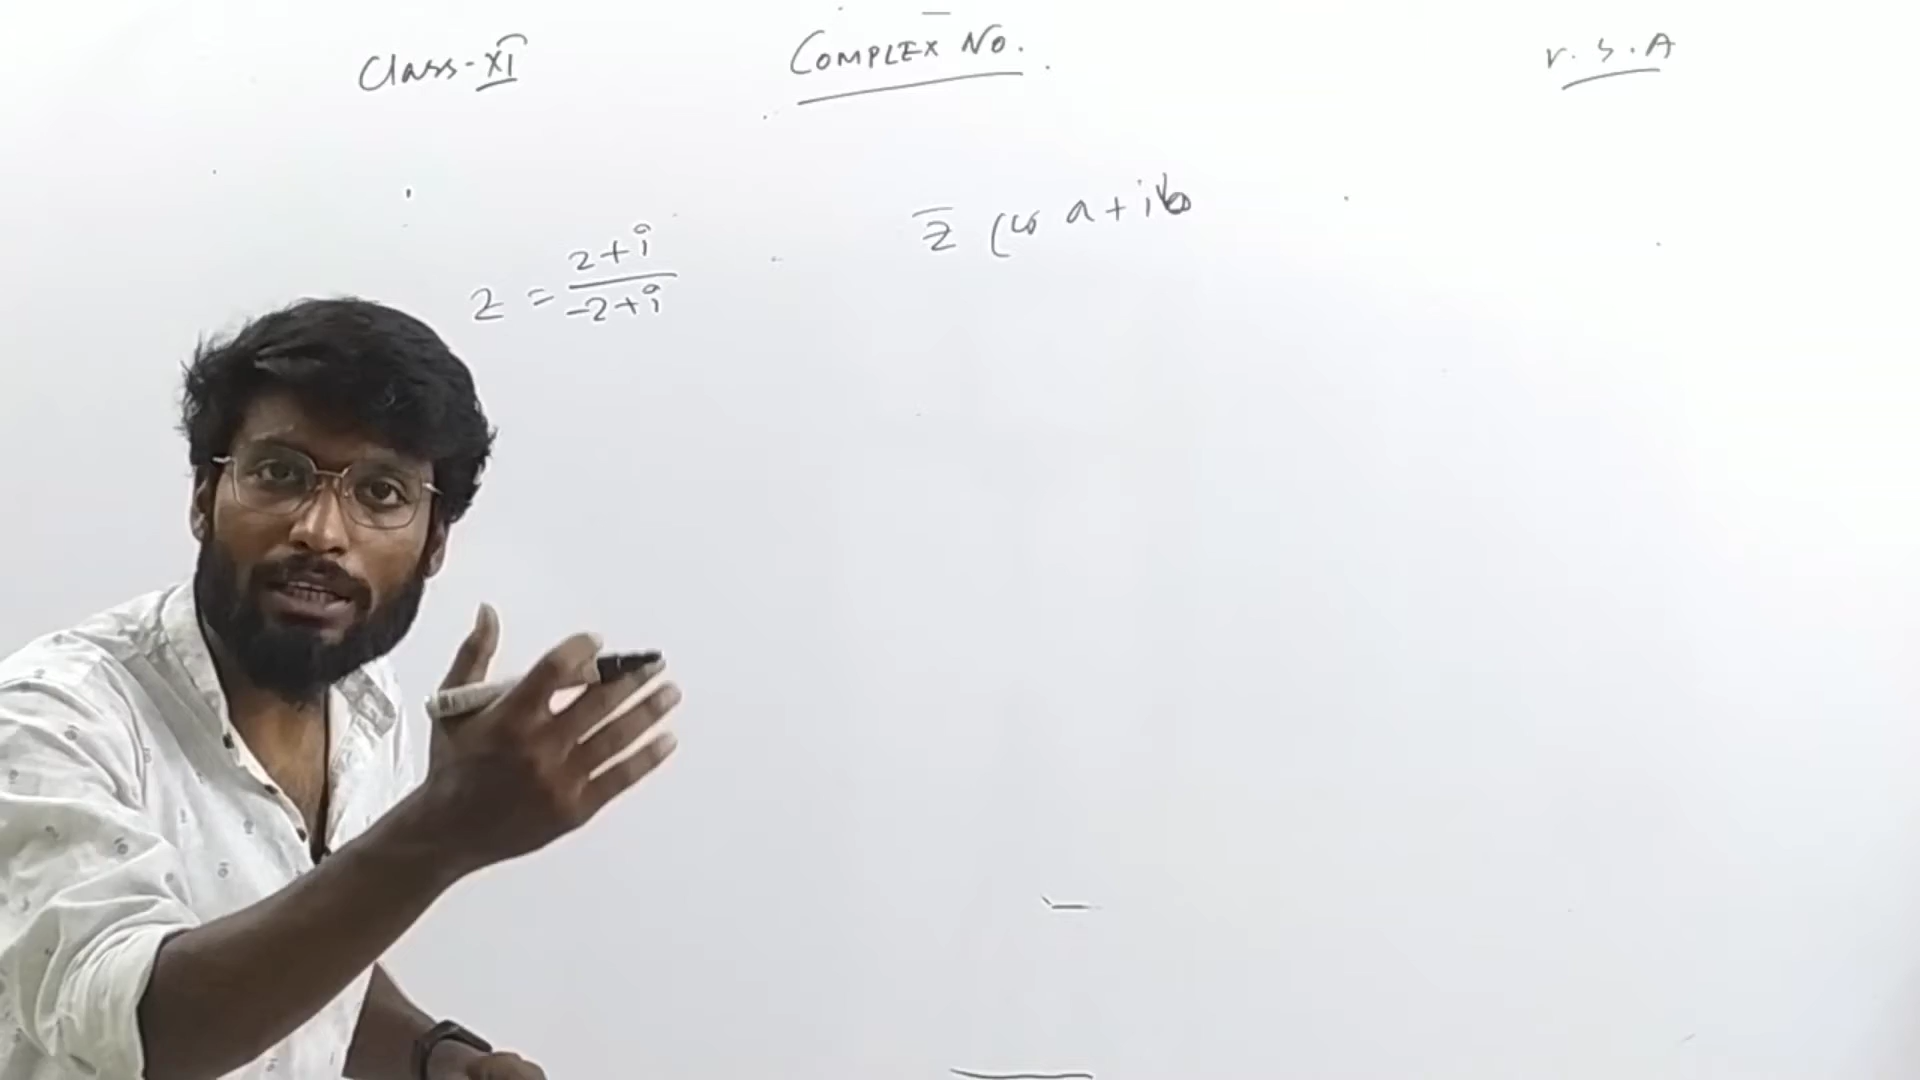 Class-XI
COMPLEX NO.
r. S. A
z = 2+i / -2+i
z̅ a+ib